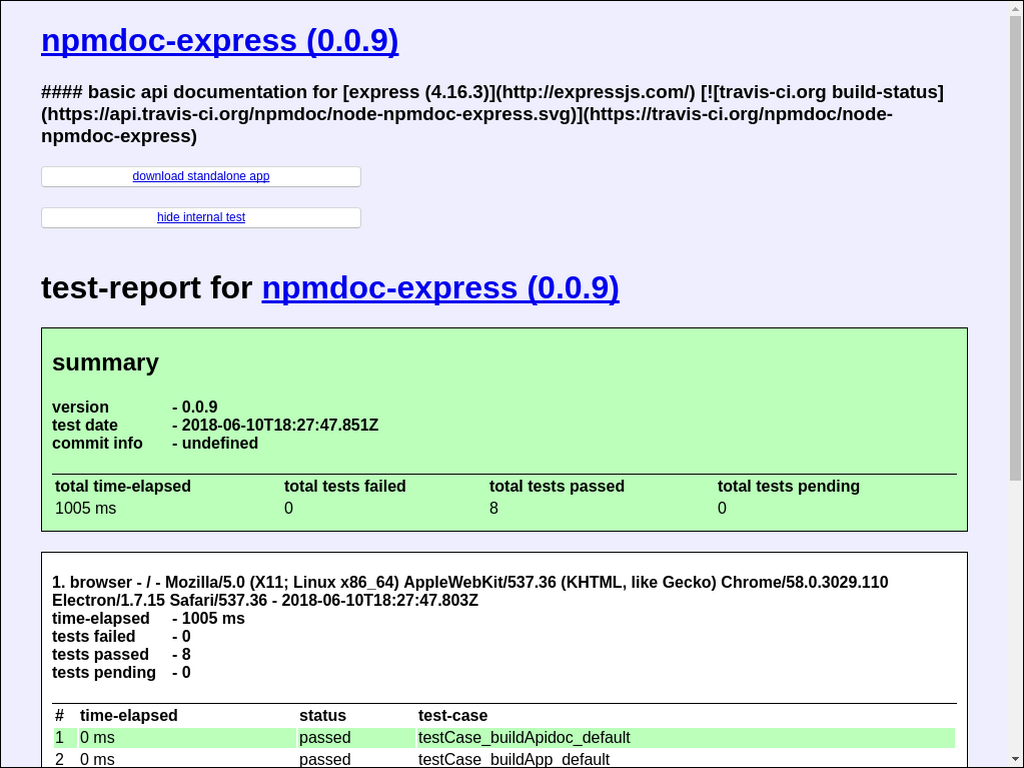 npmdoc-express (0.0.9)
#### basic api documentation for [express (4.16.3)](http://expressjs.com/) [![travis-ci.org build-status]
(https://api.travis-ci.org/npmdoc/node-npmdoc-express.svg)](https://travis-ci.org/npmdoc/node-
npmdoc-express)
download standalone app
hide internal test
test-report for npmdoc-express (0.0.9)
summary
version - 0.0.9
test date - 2018-06-10T18:27:47.851Z
commit info - undefined
total time-elapsed total tests failed total tests passed total tests pending
1005 ms 0 8 0
1. browser - / - Mozilla/5.0 (X11; Linux x86_64) AppleWebKit/537.36 (KHTML, like Gecko) Chrome/58.0.3029.110
Electron/1.7.15 Safari/537.36 - 2018-06-10T18:27:47.803Z
time-elapsed - 1005 ms
tests failed - 0
tests passed - 8
tests pending - 0
# time-elapsed status test-case
1 0 ms passed testCase_buildApidoc_default
2 0 ms passed testCase_buildApp_default